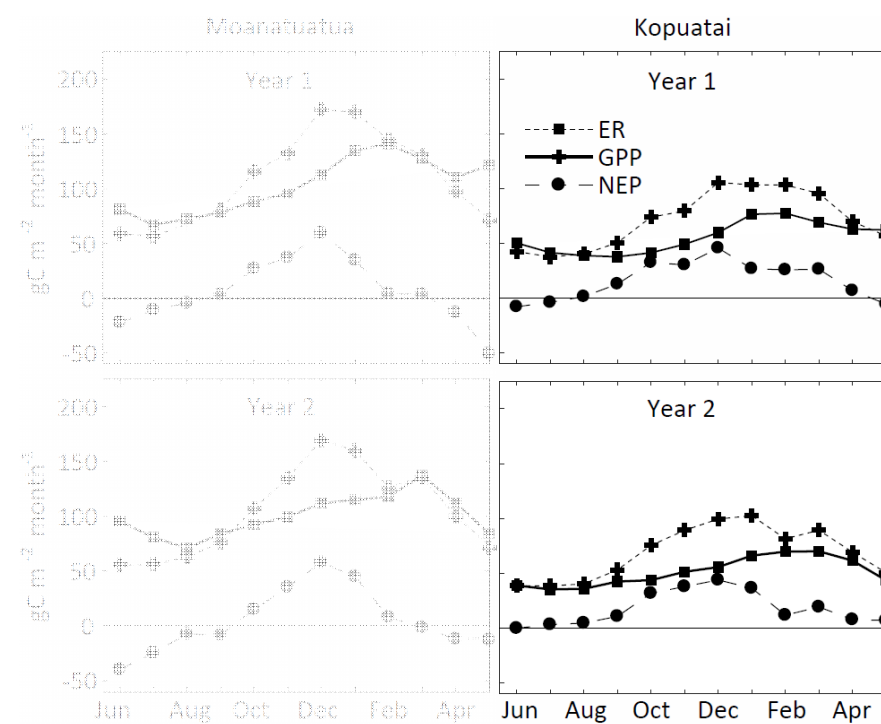 Moanatuatua
Kopuatai
200
150
100
50
0
-50
gC m-2 month-1
Year 1
Year 1
ER
GPP
NEP
200
150
100
50
0
-50
gC m-2 month-1
Year 2
Year 2
Jun Aug Oct Dec Feb Apr
Jun Aug Oct Dec Feb Apr